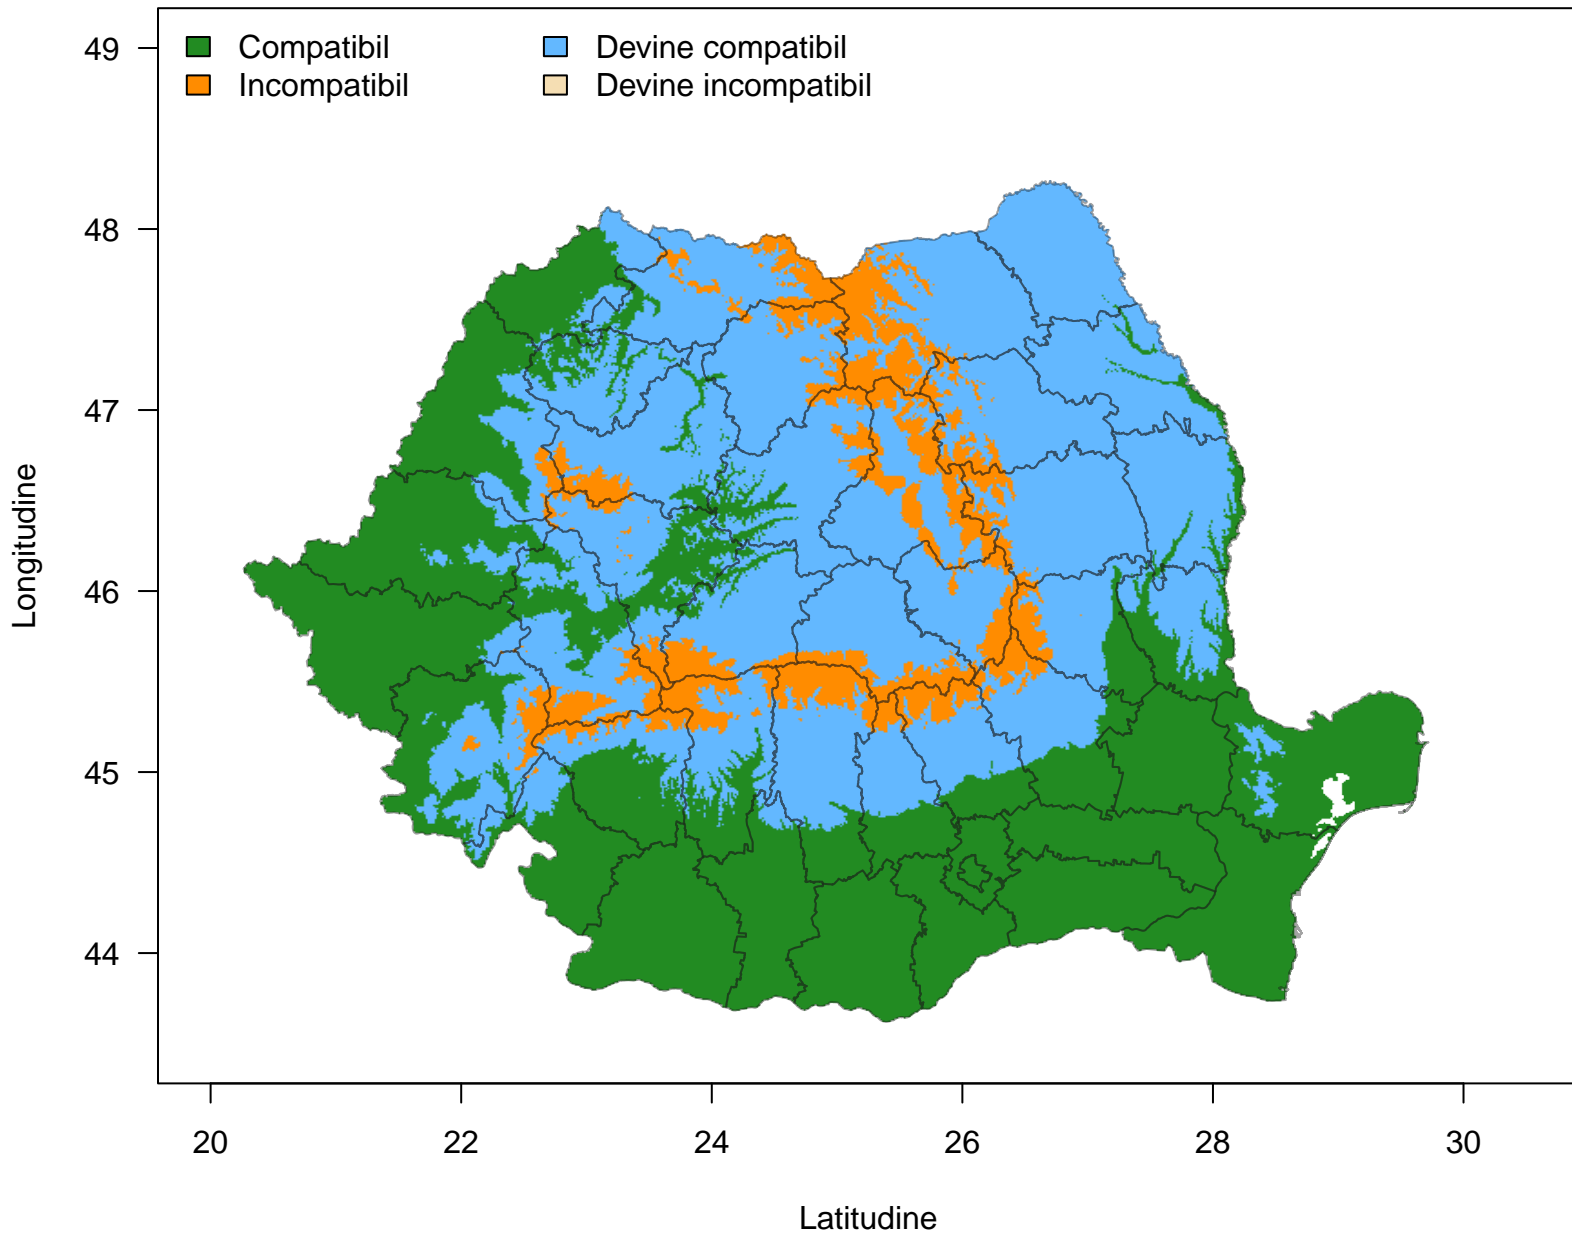 Compatibil
Incompatibil
Devine compatibil
Devine incompatibil
49
48
47
46
45
44
Longitudine
20 22 24 26 28 30
Latitudine